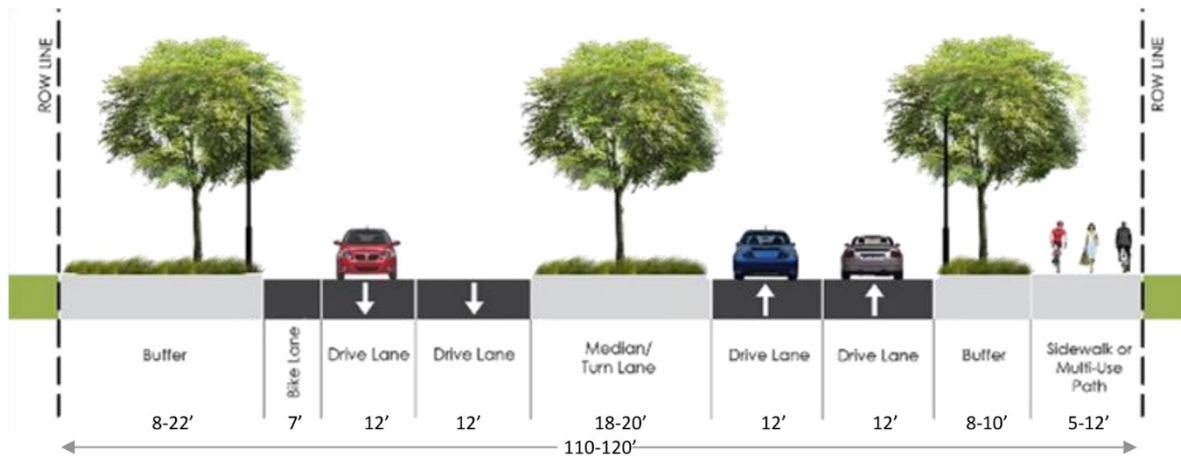 ROW LINE
ROW LINE
Buffer
Bike Lane
Drive Lane
Drive Lane
Median/
Turn Lane
Drive Lane
Drive Lane
Buffer
Sidewalk or
Multi-Use
Path
8-22’
7’
12’
12’
18-20’
12’
12’
8-10’
5-12’
110-120’